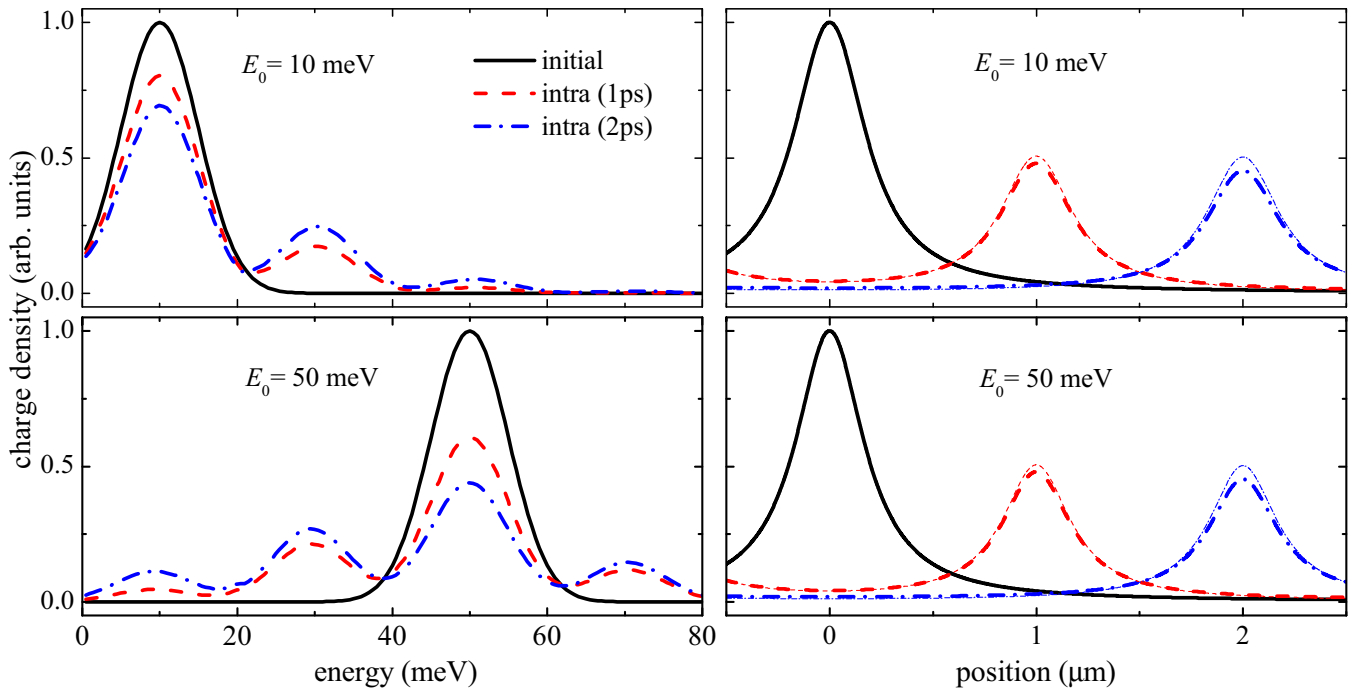 charge density (arb. units)
1.0
0.5
0.0
E₀= 10 meV
initial
intra (1ps)
intra (2ps)
E₀= 10 meV
1.0
0.5
0.0
E₀= 50 meV
E₀= 50 meV
0 20 40 60 80
0 1 2
energy (meV)
position (μm)